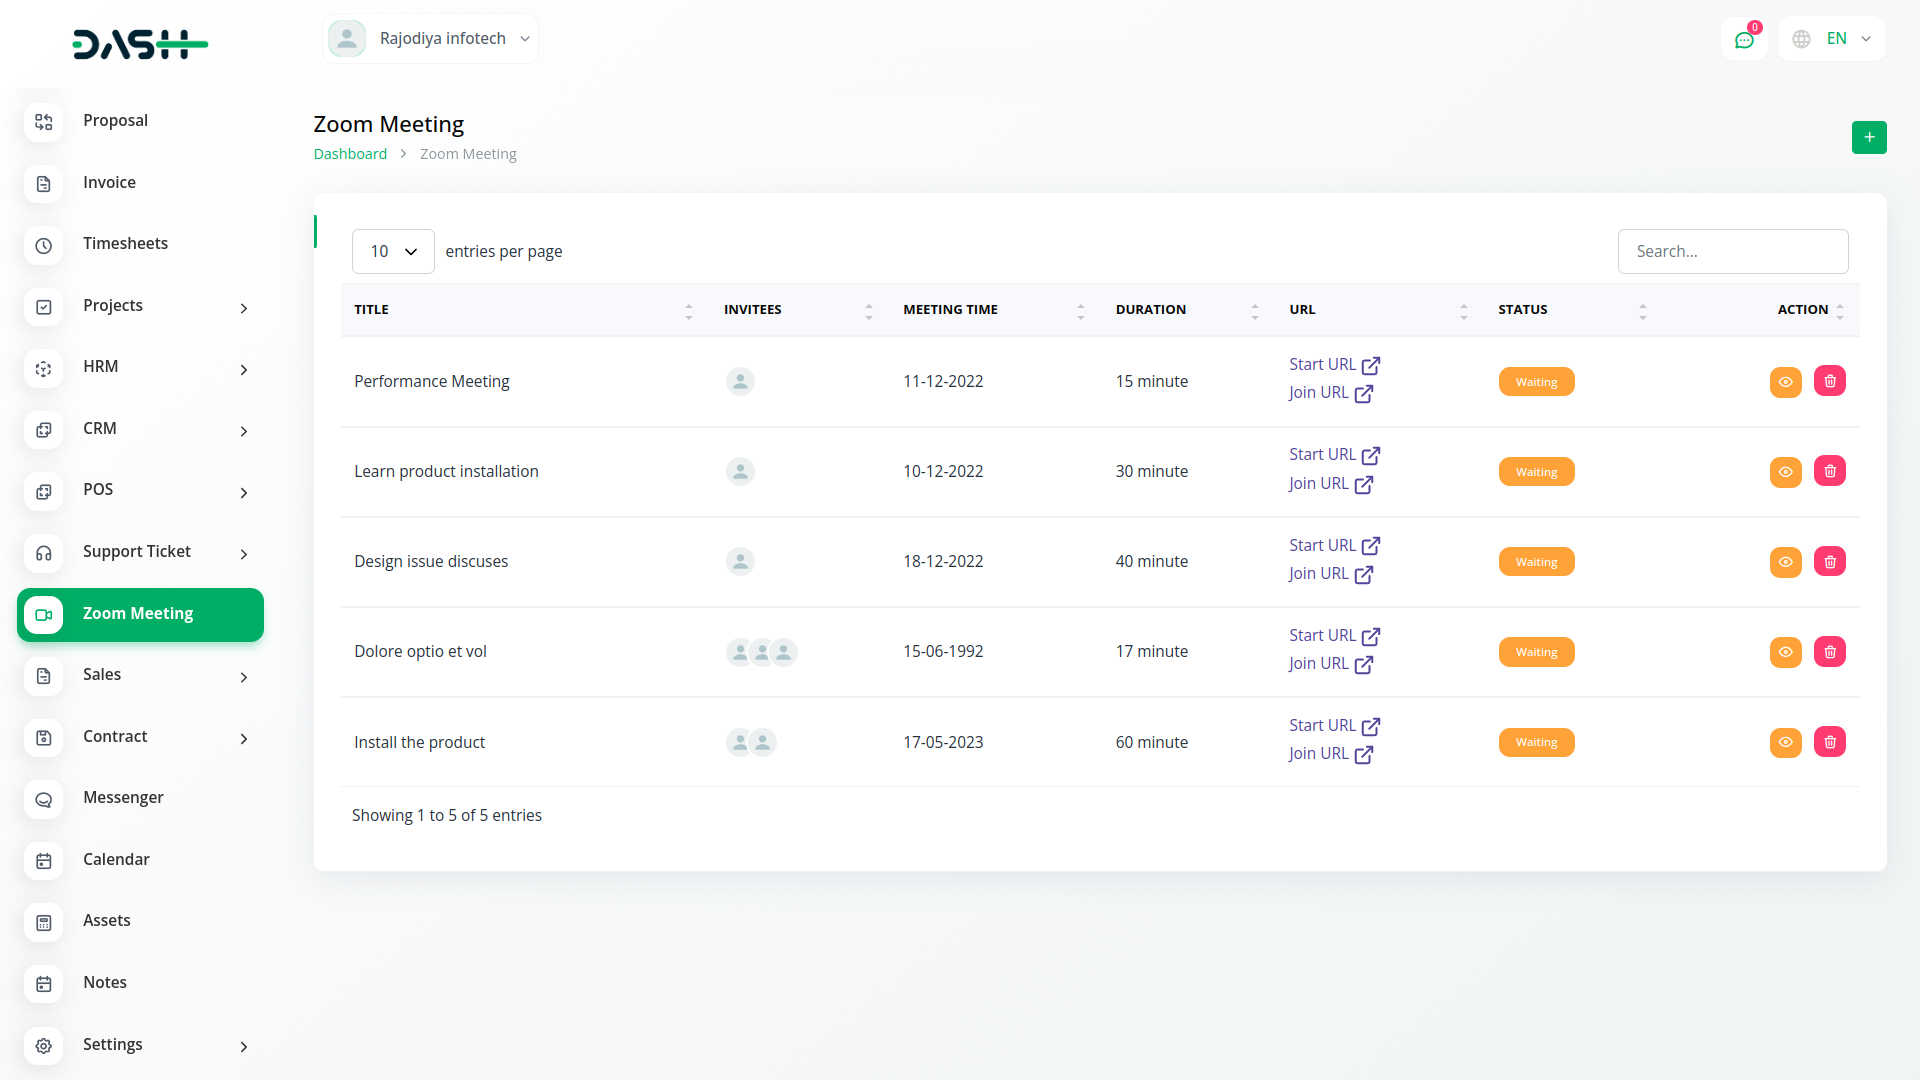 DASH
Rajodiya infotech
0
EN
Proposal
Invoice
Timesheets
Projects
HRM
CRM
POS
Support Ticket
Zoom Meeting
Sales
Contract
Messenger
Calendar
Assets
Notes
Settings
Zoom Meeting
Dashboard > Zoom Meeting
+
10 entries per page
Search...
TITLE INVITEES MEETING TIME DURATION URL STATUS ACTION
Performance Meeting 11-12-2022 15 minute Start URL Waiting
Join URL
Learn product installation 10-12-2022 30 minute Start URL Waiting
Join URL
Design issue discuses 18-12-2022 40 minute Start URL Waiting
Join URL
Dolore optio et vol 15-06-1992 17 minute Start URL Waiting
Join URL
Install the product 17-05-2023 60 minute Start URL Waiting
Join URL
Showing 1 to 5 of 5 entries